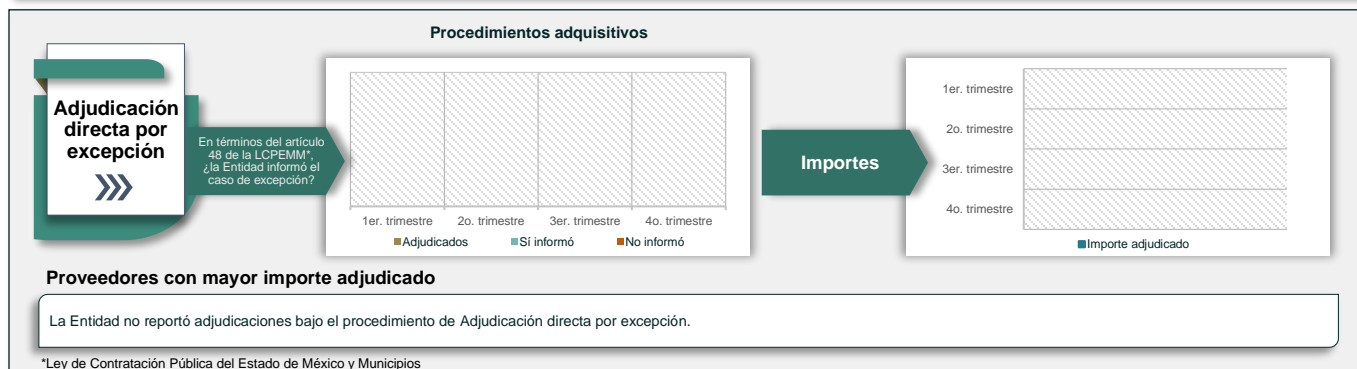 Procedimientos adquisitivos
Adjudicación
directa por
excepción
En términos del artículo
48 de la LCPEMM*,
¿la Entidad informó el
caso de excepción?
1er. trimestre 2o. trimestre 3er. trimestre 4o. trimestre
Adjudicados Sí informó No informó
Importes
1er. trimestre
2o. trimestre
3er. trimestre
4o. trimestre
Importe adjudicado
Proveedores con mayor importe adjudicado
La Entidad no reportó adjudicaciones bajo el procedimiento de Adjudicación directa por excepción.
*Ley de Contratación Pública del Estado de México y Municipios